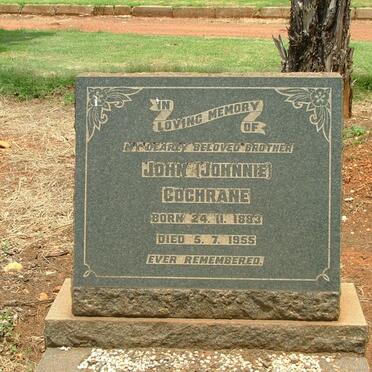 IN
LOVING MEMORY
OF
MY DEARLY BELOVED BROTHER
JOHN (JOHNNIE)
COCHRANE
BORN 24. 11. 1883
DIED 5. 7. 1955
EVER REMEMBERED.